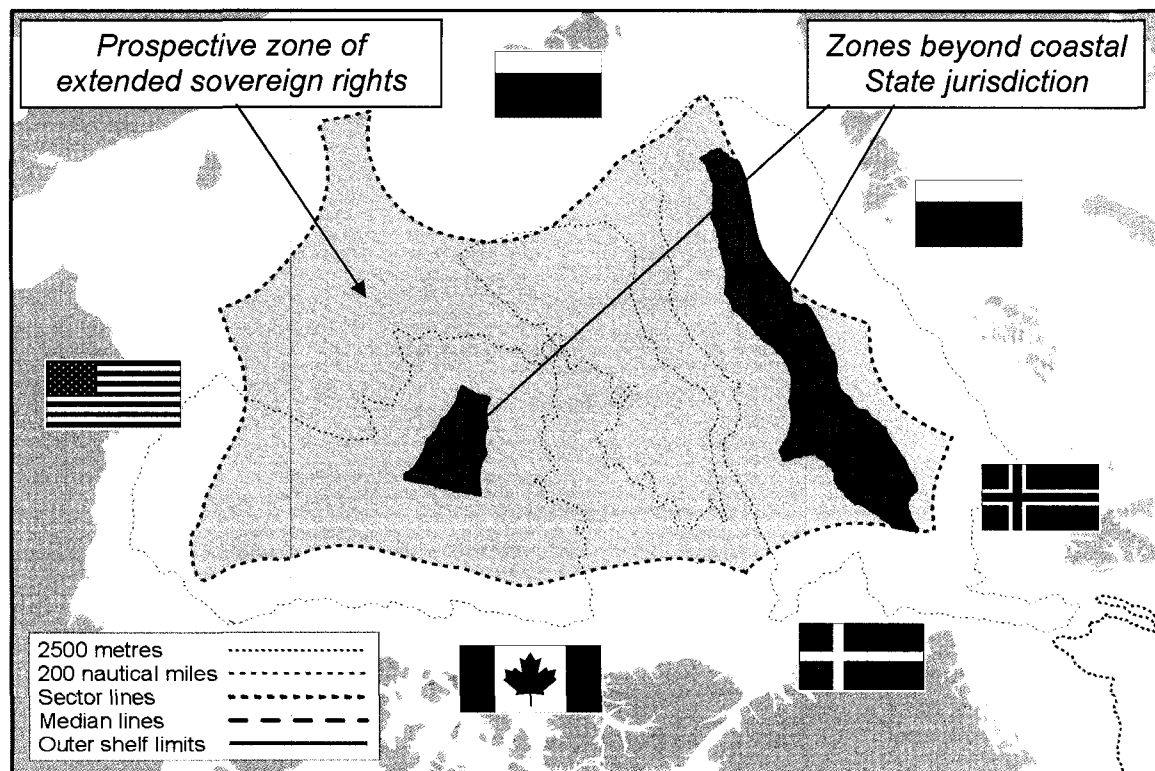 Prospective zone of
extended sovereign rights
Zones beyond coastal
State jurisdiction
2500 metres
200 nautical miles
Sector lines
Median lines
Outer shelf limits